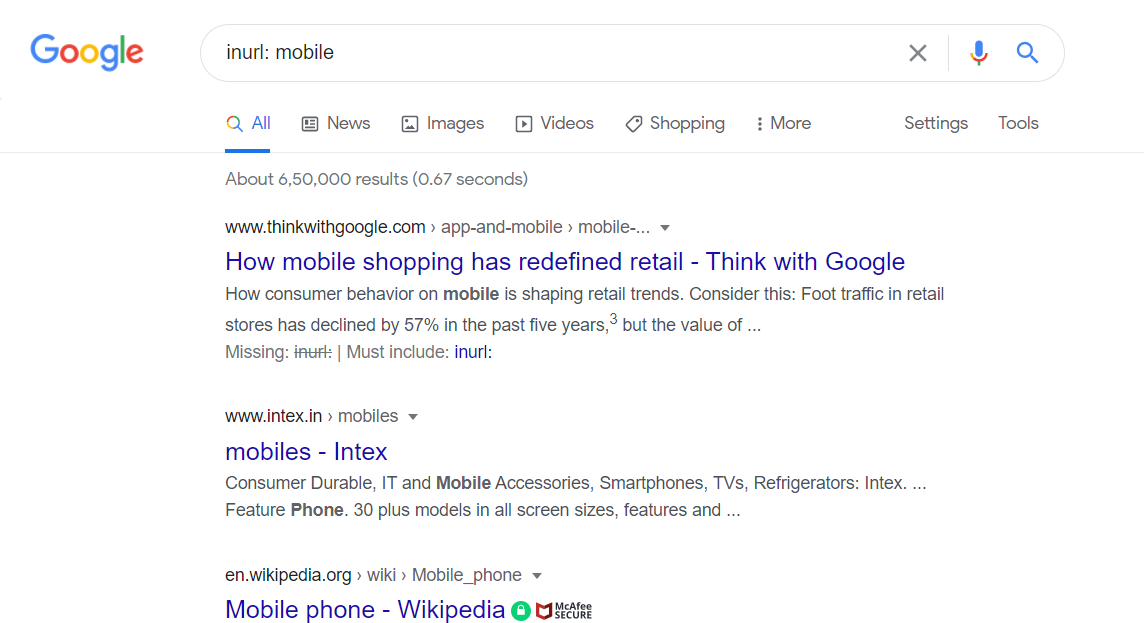 Google
inurl: mobile
All News Images Videos Shopping More Settings Tools
About 6,50,000 results (0.67 seconds)
www.thinkwithgoogle.com › app-and-mobile › mobile-...
How mobile shopping has redefined retail - Think with Google
How consumer behavior on mobile is shaping retail trends. Consider this: Foot traffic in retail
stores has declined by 57% in the past five years,3 but the value of ...
Missing: inurl: | Must include: inurl:
www.intex.in › mobiles
mobiles - Intex
Consumer Durable, IT and Mobile Accessories, Smartphones, TVs, Refrigerators: Intex. ...
Feature Phone. 30 plus models in all screen sizes, features and ...
en.wikipedia.org › wiki › Mobile_phone
Mobile phone - Wikipedia McAfee
SECURE